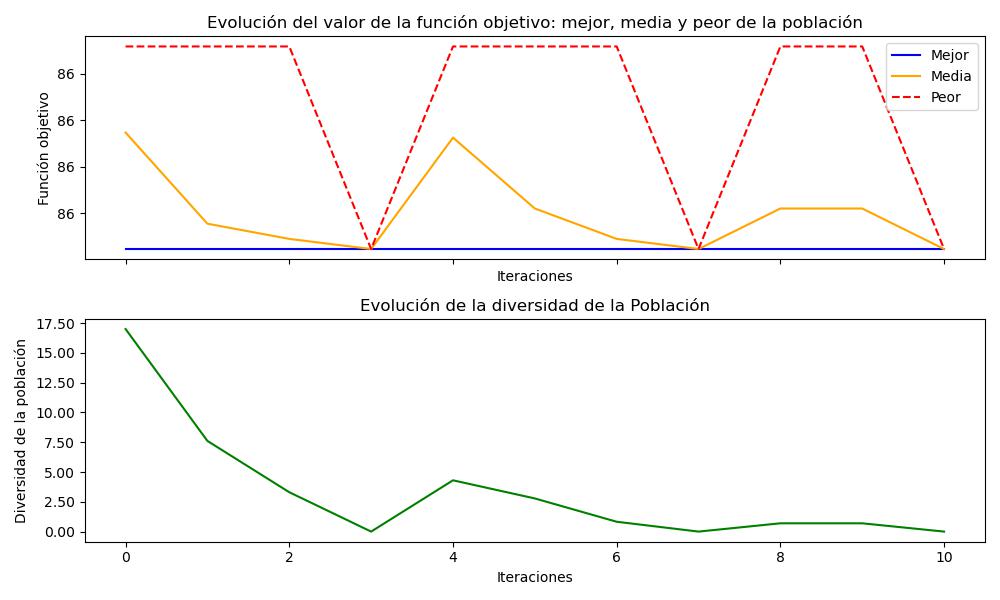 Evolución del valor de la función objetivo: mejor, media y peor de la población
Función objetivo
86
86
86
86
Mejor
Media
Peor
Iteraciones
Evolución de la diversidad de la Población
Diversidad de la población
17.50
15.00
12.50
10.00
7.50
5.00
2.50
0.00
0 2 4 6 8 10
Iteraciones